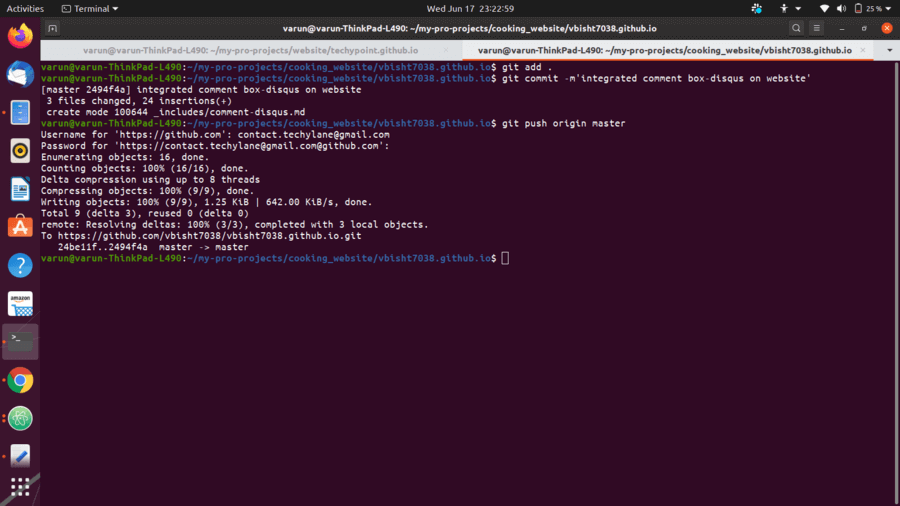 Activities
Terminal
Wed Jun 17 23:22:59
25 %
varun@varun-ThinkPad-L490: ~/my-pro-projects/cooking_website/vbisht7038.github.io
varun@varun-ThinkPad-L490: ~/my-pro-projects/website/techypoint.github.io
varun@varun-ThinkPad-L490: ~/my-pro-projects/cooking_website/vbisht7038.github.io
varun@varun-ThinkPad-L490:~/my-pro-projects/cooking_website/vbisht7038.github.io$ git add .
varun@varun-ThinkPad-L490:~/my-pro-projects/cooking_website/vbisht7038.github.io$ git commit -m'integrated comment box-disqus on website'
[master 2494f4a] integrated comment box-disqus on website
3 files changed, 24 insertions(+)
create mode 100644 _includes/comment-disqus.md
varun@varun-ThinkPad-L490:~/my-pro-projects/cooking_website/vbisht7038.github.io$ git push origin master
Username for 'https://github.com': contact.techylane@gmail.com
Password for 'https://contact.techylane@gmail.com@github.com':
Enumerating objects: 16, done.
Counting objects: 100% (16/16), done.
Delta compression using up to 8 threads
Compressing objects: 100% (9/9), done.
Writing objects: 100% (9/9), 1.25 KiB | 642.00 KiB/s, done.
Total 9 (delta 3), reused 0 (delta 0)
remote: Resolving deltas: 100% (3/3), completed with 3 local objects.
To https://github.com/vbisht7038/vbisht7038.github.io.git
24be11f..2494f4a  master -> master
varun@varun-ThinkPad-L490:~/my-pro-projects/cooking_website/vbisht7038.github.io$
amazon